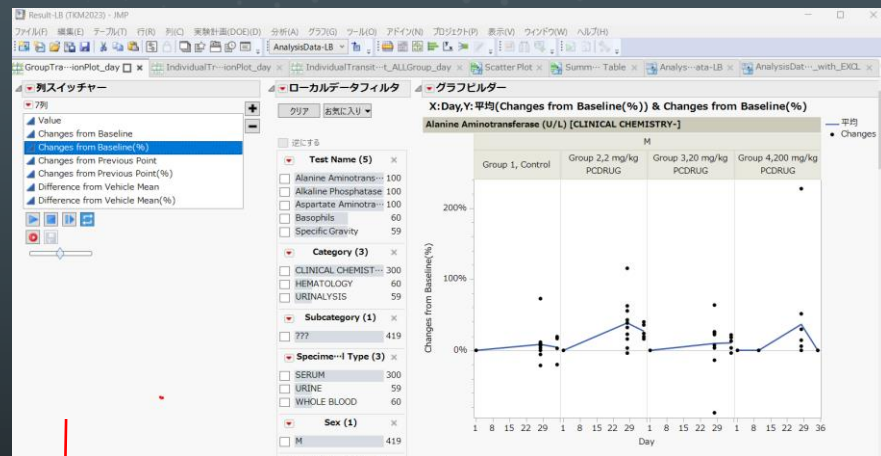 Result-LB (TKM2023) - JMP
ファイル(F) 編集(E) テーブル(T) 行(R) 列(C) 実験計画(DOE)(D) 分析(A) グラフ(G) ツール(O) アドイン(N) プロジェクト(P) 表示(V) ウィンドウ(W) ヘルプ(H)
AnalysisData-LB
GroupTra…ionPlot_day × IndividualTr…ionPlot_day × IndividualTransit…t_ALLGroup_day × Scatter Plot × Summ… Table × Analys…ata-LB × AnalysisDat…_with_EXCL ×
列スイッチャー
7列
Value
Changes from Baseline
Changes from Baseline(%)
Changes from Previous Point
Changes from Previous Point(%)
Difference from Vehicle Mean
Difference from Vehicle Mean(%)
ローカルデータフィルタ
クリア お気に入り
逆にする
Test Name (5) ×
Alanine Aminotrans… 100
Alkaline Phosphatase 100
Aspartate Aminotra… 100
Basophils 60
Specific Gravity 59
Category (3) ×
CLINICAL CHEMIST… 300
HEMATOLOGY 60
URINALYSIS 59
Subcategory (1) ×
??? 419
Specime…l Type (3) ×
SERUM 300
URINE 59
WHOLE BLOOD 60
Sex (1) ×
M 419
グラフビルダー
X:Day,Y:平均(Changes from Baseline(%)) & Changes from Baseline(%)
Alanine Aminotransferase (U/L) [CLINICAL CHEMISTRY-]
M
Group 1, Control
Group 2,2 mg/kg PCDRUG
Group 3,20 mg/kg PCDRUG
Group 4,200 mg/kg PCDRUG
平均
Changes
Changes from Baseline(%)
200%
100%
0%
1 8 15 22 29 1 8 15 22 29 1 8 15 22 29 1 8 15 22 29 36
Day